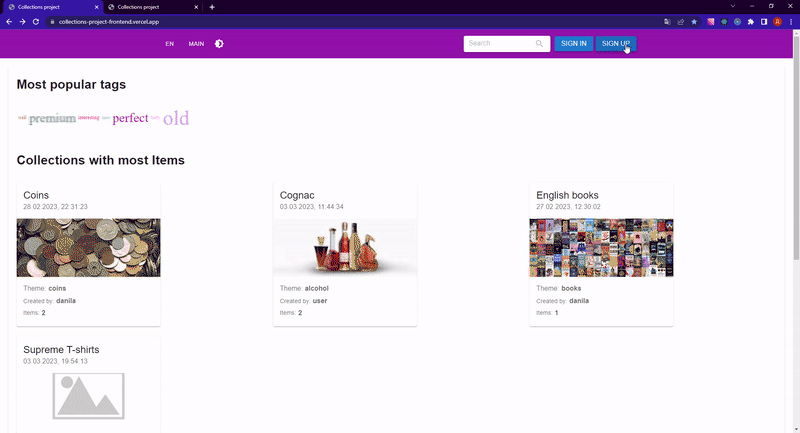 Collections project
Collections project
collections-project-frontend.vercel.app
EN
MAIN
Search
SIGN IN
SIGN UP
Most popular tags
premium
interesting
perfect
old
Collections with most Items
Coins
28 02 2023, 22:31:23
Theme: coins
Created by: danila
Items: 2
Cognac
03.03 2023, 11:44:34
Theme: alcohol
Created by: user
Items: 2
English books
27 02 2023, 12:30:02
Theme: books
Created by: danila
Items: 1
Supreme T-shirts
03.03 2023, 19:54:13